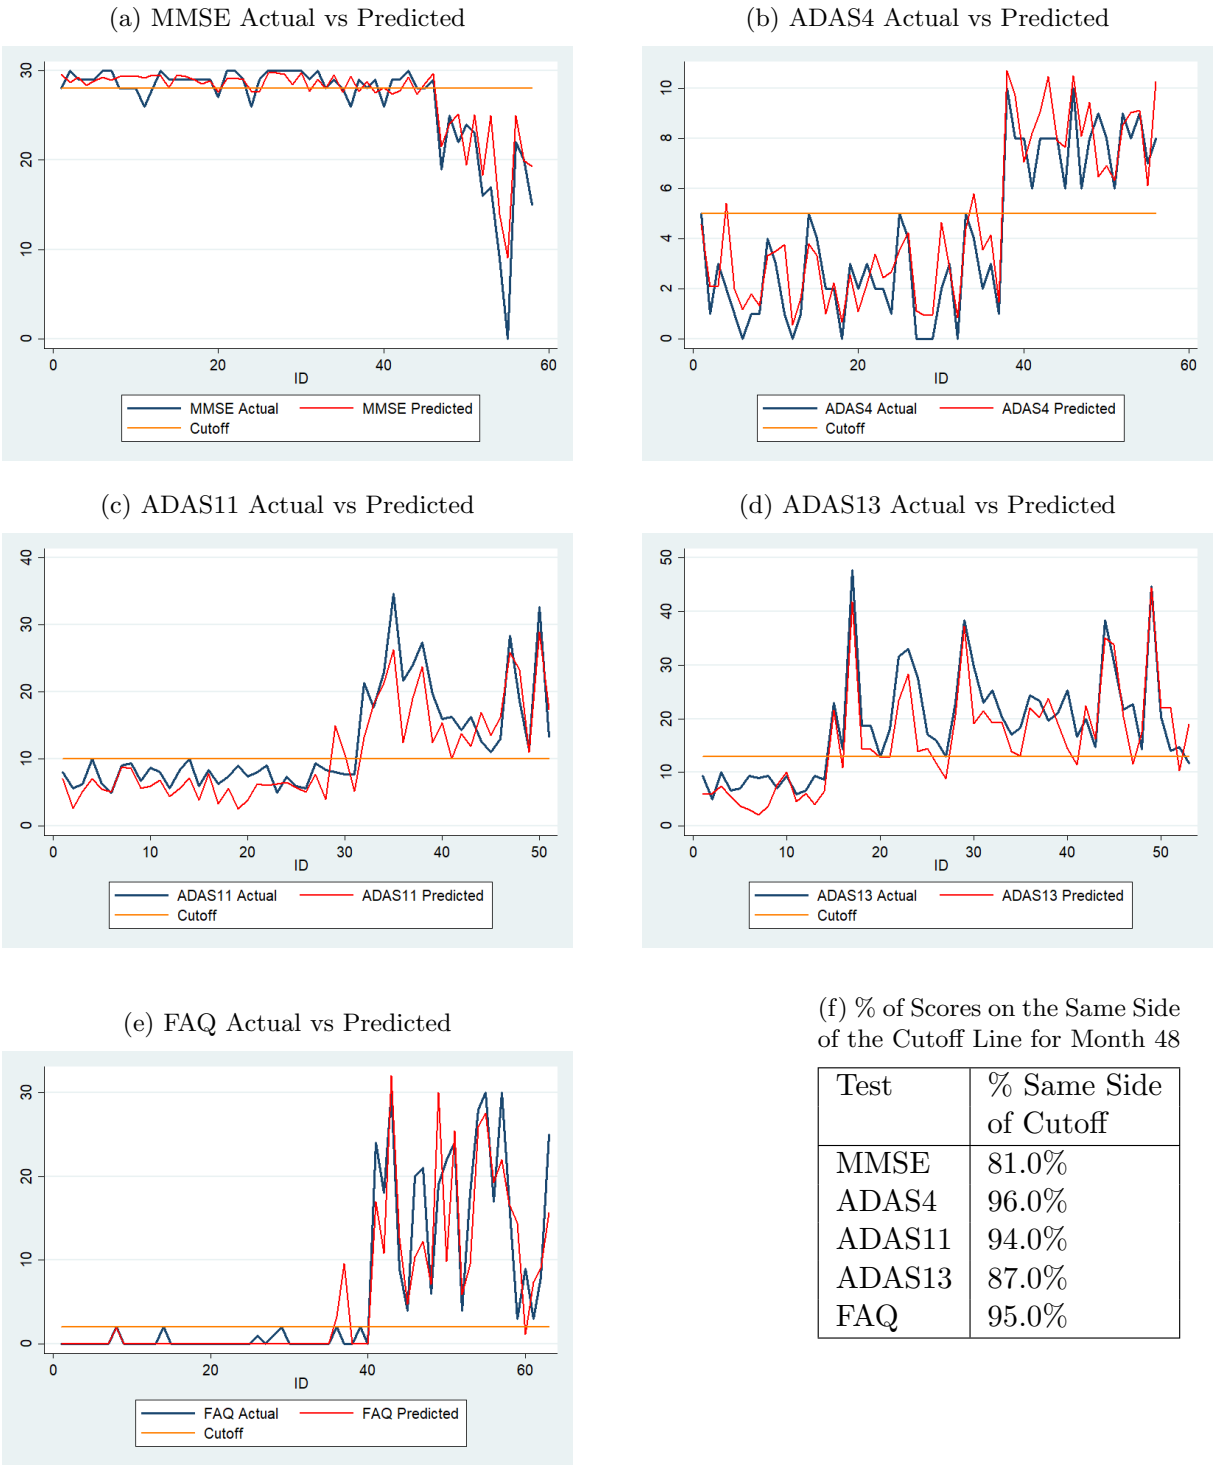 (a) MMSE Actual vs Predicted
30
20
10
0
0 20 40 60
ID
MMSE Actual MMSE Predicted
Cutoff
(b) ADAS4 Actual vs Predicted
10
8
6
4
2
0
0 20 40 60
ID
ADAS4 Actual ADAS4 Predicted
Cutoff
(c) ADAS11 Actual vs Predicted
40
30
20
10
0
0 10 20 30 40 50
ID
ADAS11 Actual ADAS11 Predicted
Cutoff
(d) ADAS13 Actual vs Predicted
50
40
30
20
10
0
0 10 20 30 40 50
ID
ADAS13 Actual ADAS13 Predicted
Cutoff
(e) FAQ Actual vs Predicted
30
20
10
0
0 20 40 60
ID
FAQ Actual FAQ Predicted
Cutoff
(f) % of Scores on the Same Side
of the Cutoff Line for Month 48
Test % Same Side
of Cutoff
MMSE 81.0%
ADAS4 96.0%
ADAS11 94.0%
ADAS13 87.0%
FAQ 95.0%